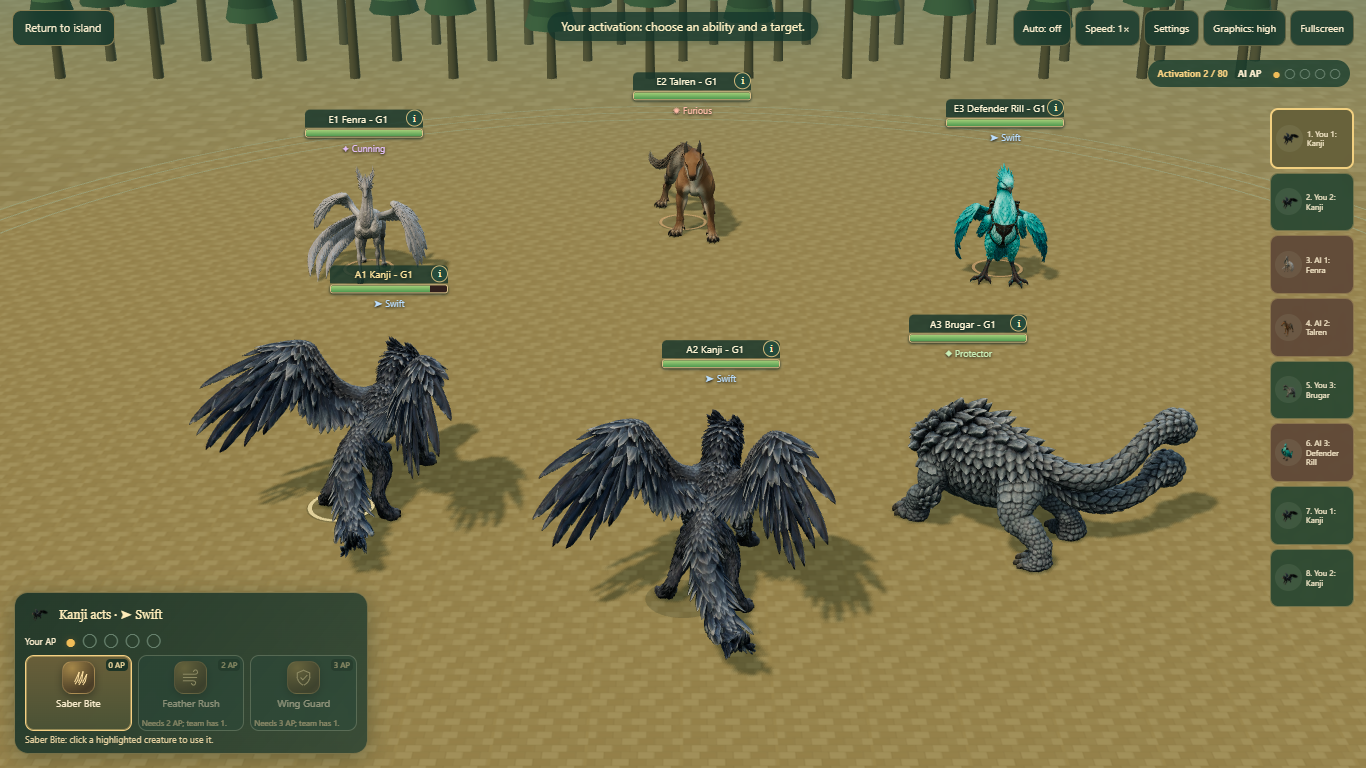 Return to island
Your activation: choose an ability and a target.
Auto: off
Speed: 1×
Settings
Graphics: high
Fullscreen
Activation 2 / 80 AI AP
E2 Talren - G1 i
Furious
E1 Fenra - G1 i
Cunning
E3 Defender Rill - G1 i
Swift
A1 Kanji - G1 i
Swift
A2 Kanji - G1 i
Swift
A3 Brugar - G1 i
Protector
1. You 1:
Kanji
2. You 2:
Kanji
3. AI 1:
Fenra
4. AI 2:
Talren
5. You 3:
Brugar
6. AI 3:
Defender
Rill
7. You 1:
Kanji
8. You 2:
Kanji
Kanji acts · ➤ Swift
Your AP
0 AP
Saber Bite
2 AP
Feather Rush
Needs 2 AP; team has 1.
3 AP
Wing Guard
Needs 3 AP; team has 1.
Saber Bite: click a highlighted creature to use it.